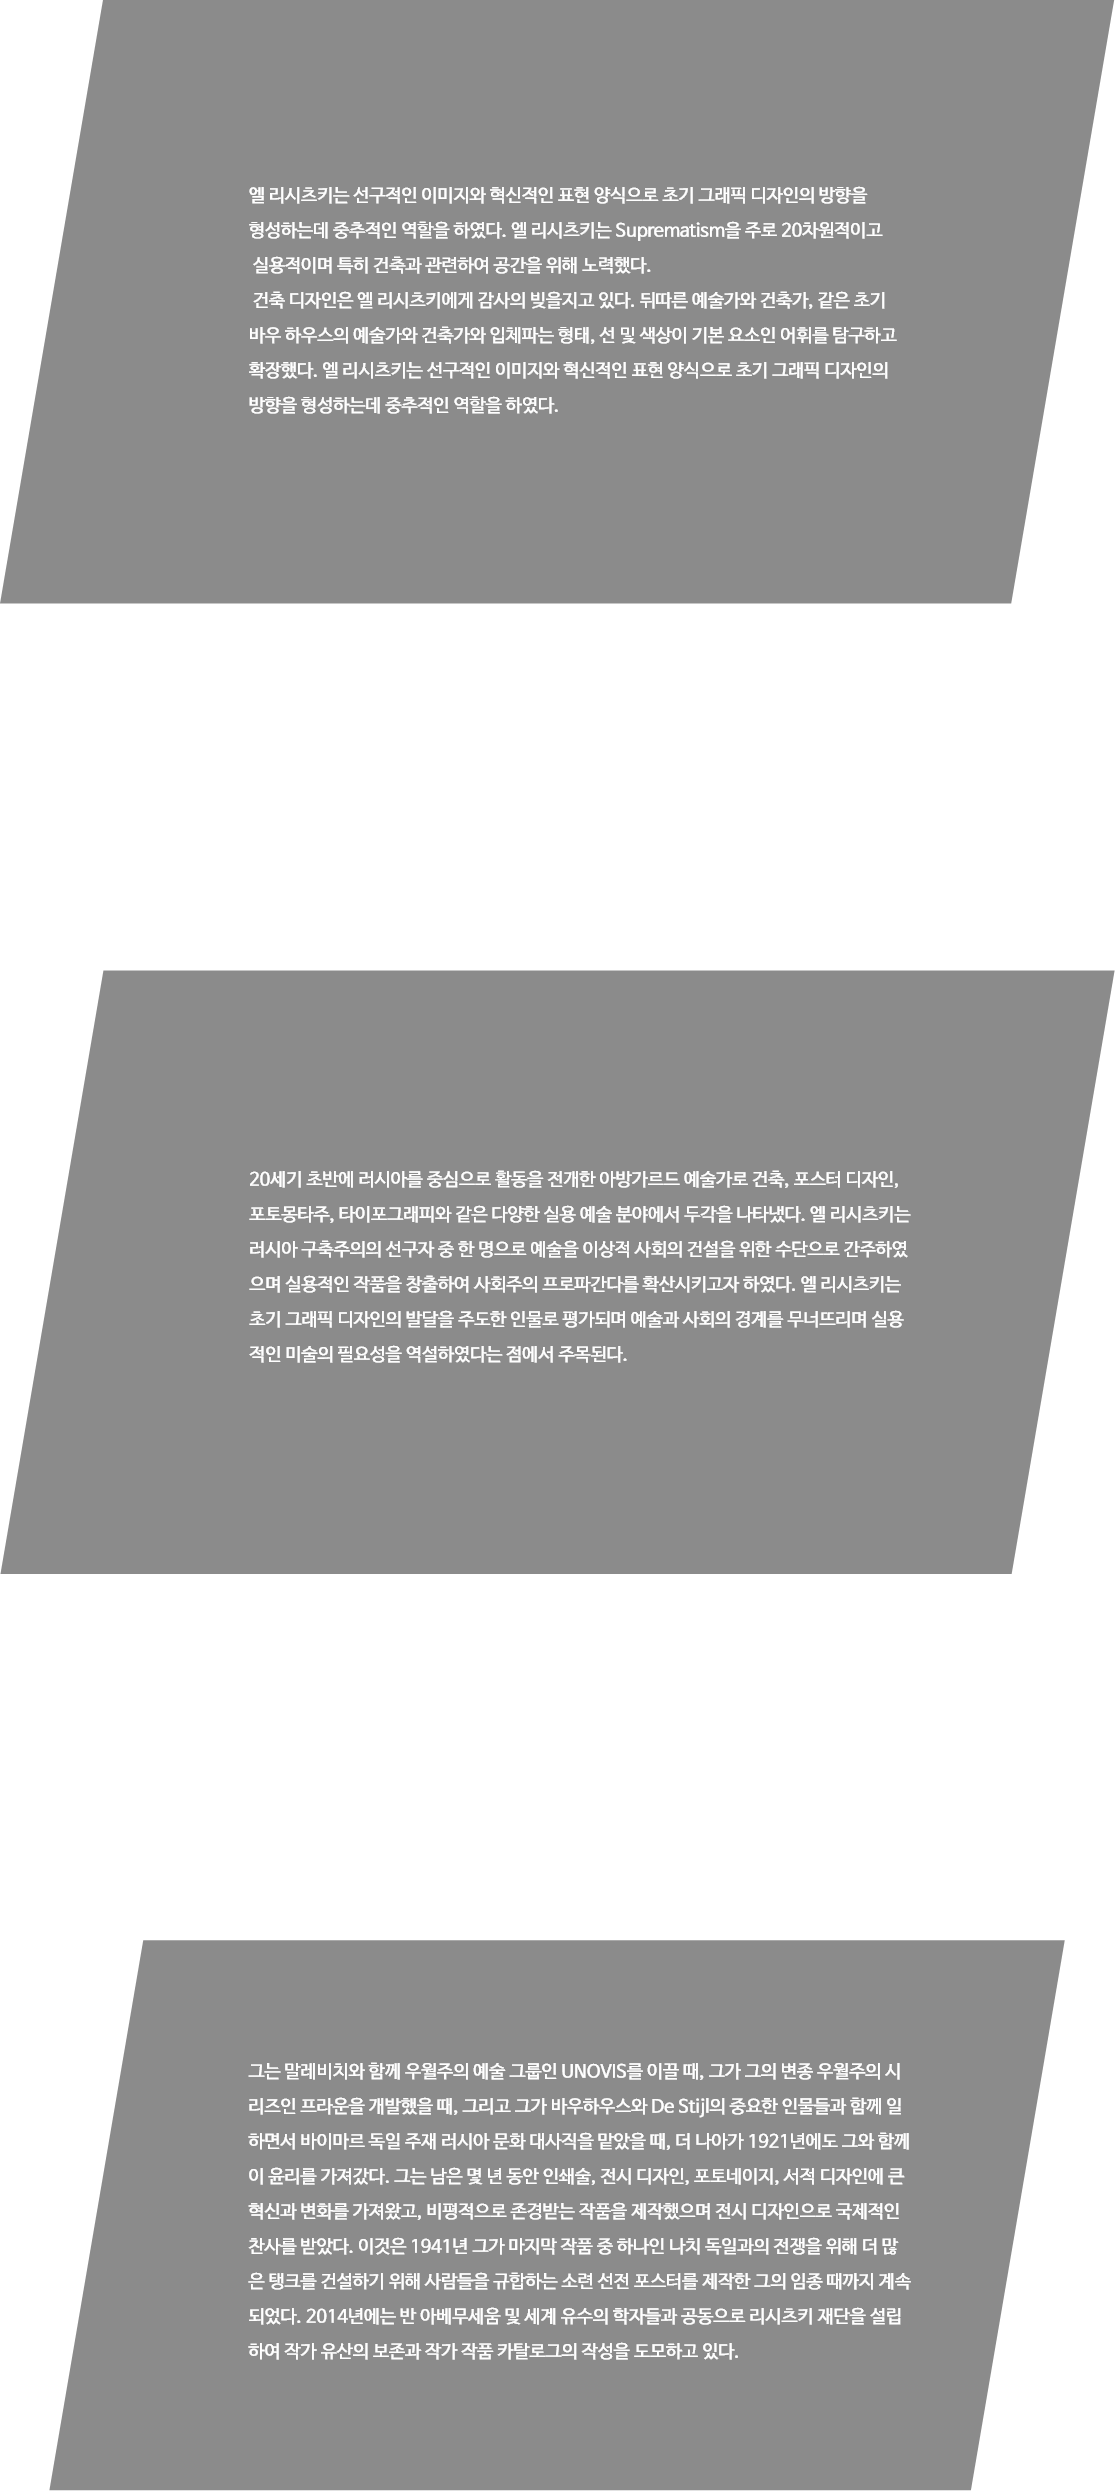 엘 리시츠키는 선구적인 이미지와 혁신적인 표현 양식으로 초기 그래픽 디자인의 방향을
형성하는데 중추적인 역할을 하였다. 엘 리시츠키는 Suprematism을 주로 20차원적이고
실용적이며 특히 건축과 관련하여 공간을 위해 노력했다.
건축 디자인은 엘 리시츠키에게 감사의 빚을지고 있다. 뒤따른 예술가와 건축가, 같은 초기
바우 하우스의 예술가와 건축가와 입체파는 형태, 선 및 색상이 기본 요소인 어휘를 탐구하고
확장했다. 엘 리시츠키는 선구적인 이미지와 혁신적인 표현 양식으로 초기 그래픽 디자인의
방향을 형성하는데 중추적인 역할을 하였다.
20세기 초반에 러시아를 중심으로 활동을 전개한 아방가르드 예술가로 건축, 포스터 디자인,
포토몽타주, 타이포그래피와 같은 다양한 실용 예술 분야에서 두각을 나타냈다. 엘 리시츠키는
러시아 구축주의의 선구자 중 한 명으로 예술을 이상적 사회의 건설을 위한 수단으로 간주하였
으며 실용적인 작품을 창출하여 사회주의 프로파간다를 확산시키고자 하였다. 엘 리시츠키는
초기 그래픽 디자인의 발달을 주도한 인물로 평가되며 예술과 사회의 경계를 무너뜨리며 실용
적인 미술의 필요성을 역설하였다는 점에서 주목된다.
그는 말레비치와 함께 우월주의 예술 그룹인 UNOVIS를 이끌 때, 그가 그의 변종 우월주의 시
리즈인 프라운을 개발했을 때, 그리고 그가 바우하우스와 De Stijl의 중요한 인물들과 함께 일
하면서 바이마르 독일 주재 러시아 문화 대사직을 맡았을 때, 더 나아가 1921년에도 그와 함께
이 윤리를 가져갔다. 그는 남은 몇 년 동안 인쇄술, 전시 디자인, 포토네이지, 서적 디자인에 큰
혁신과 변화를 가져왔고, 비평적으로 존경받는 작품을 제작했으며 전시 디자인으로 국제적인
찬사를 받았다. 이것은 1941년 그가 마지막 작품 중 하나인 나치 독일과의 전쟁을 위해 더 많
은 탱크를 건설하기 위해 사람들을 규합하는 소련 선전 포스터를 제작한 그의 임종 때까지 계속
되었다. 2014년에는 반 아베무세움 및 세계 유수의 학자들과 공동으로 리시츠키 재단을 설립
하여 작가 유산의 보존과 작가 작품 카탈로그의 작성을 도모하고 있다.